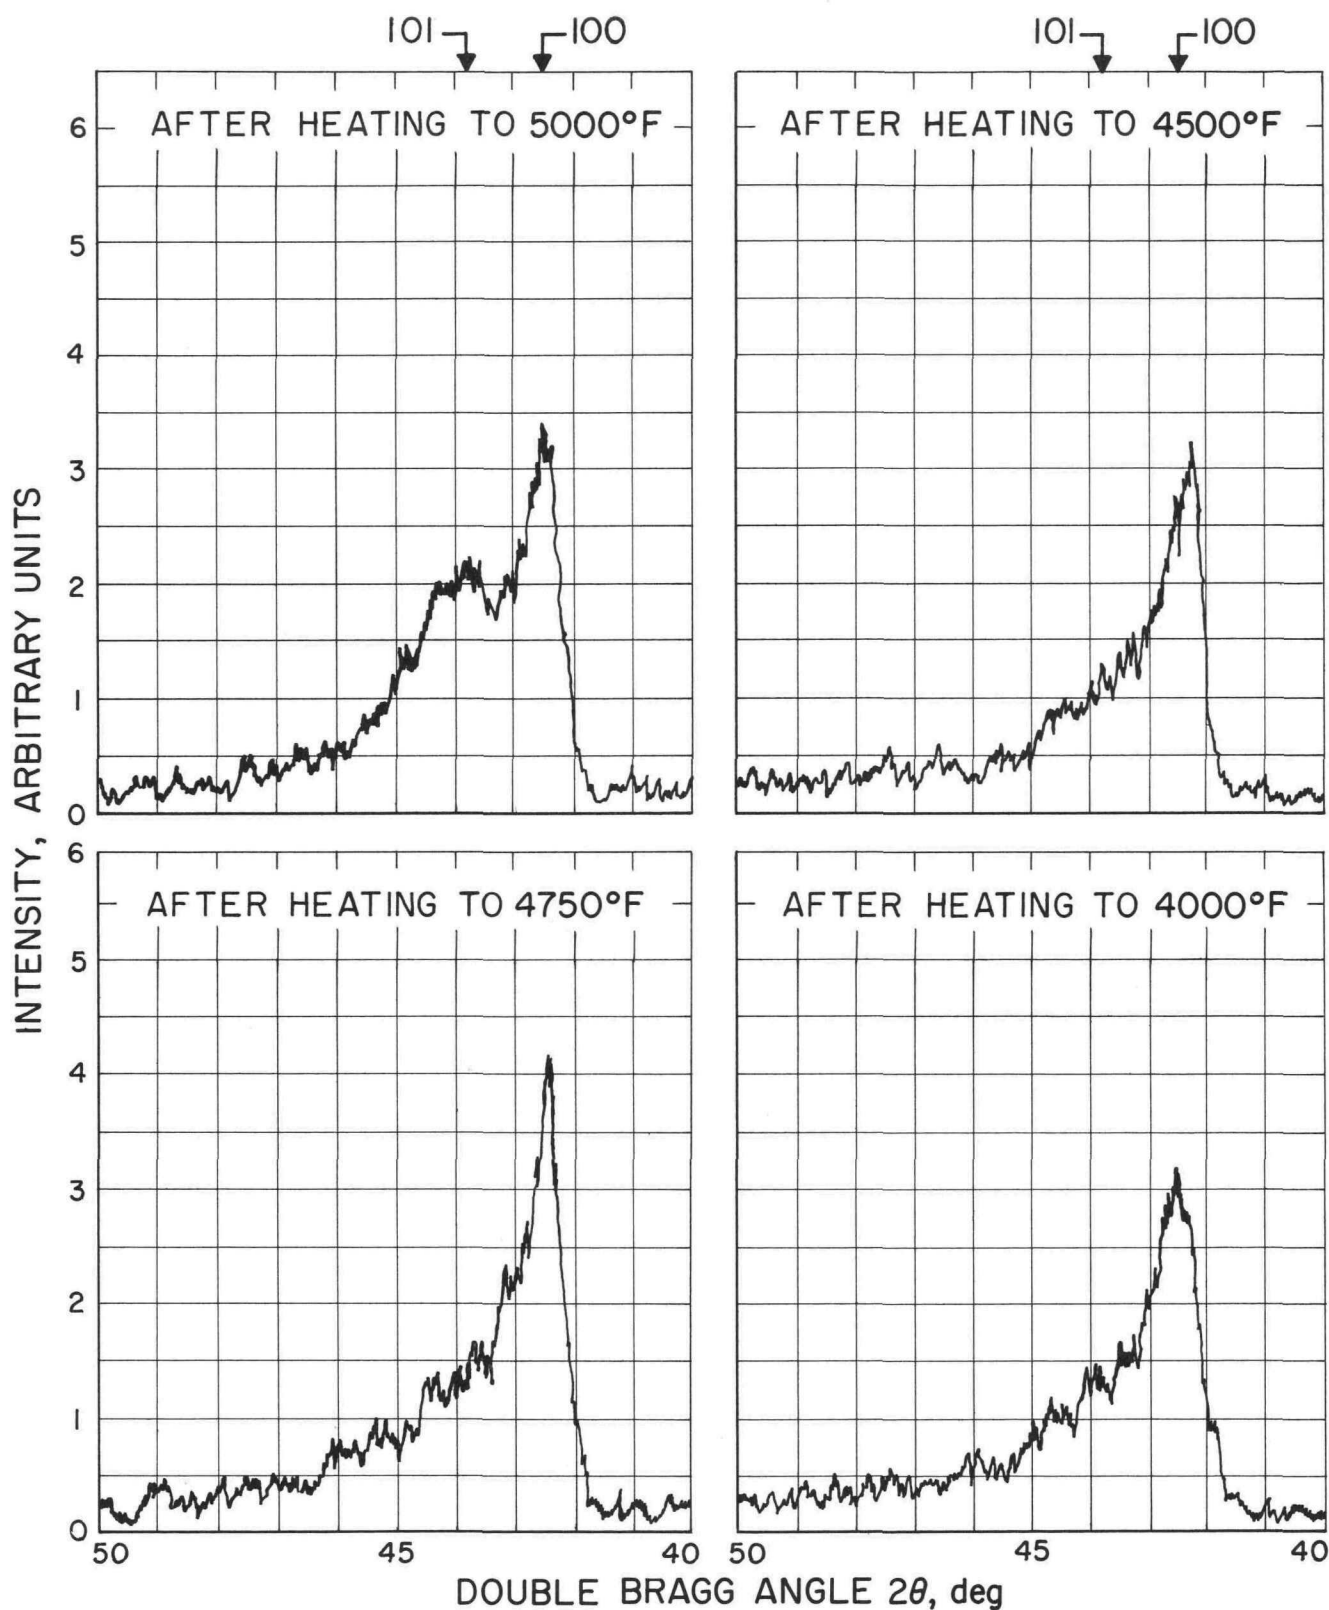 101 100 101 100
AFTER HEATING TO 5000°F
AFTER HEATING TO 4500°F
6
5
4
3
2
1
0
AFTER HEATING TO 4750°F
AFTER HEATING TO 4000°F
6
5
4
3
2
1
0
50 45 40 50 45 40
INTENSITY, ARBITRARY UNITS
DOUBLE BRAGG ANGLE 2θ, deg